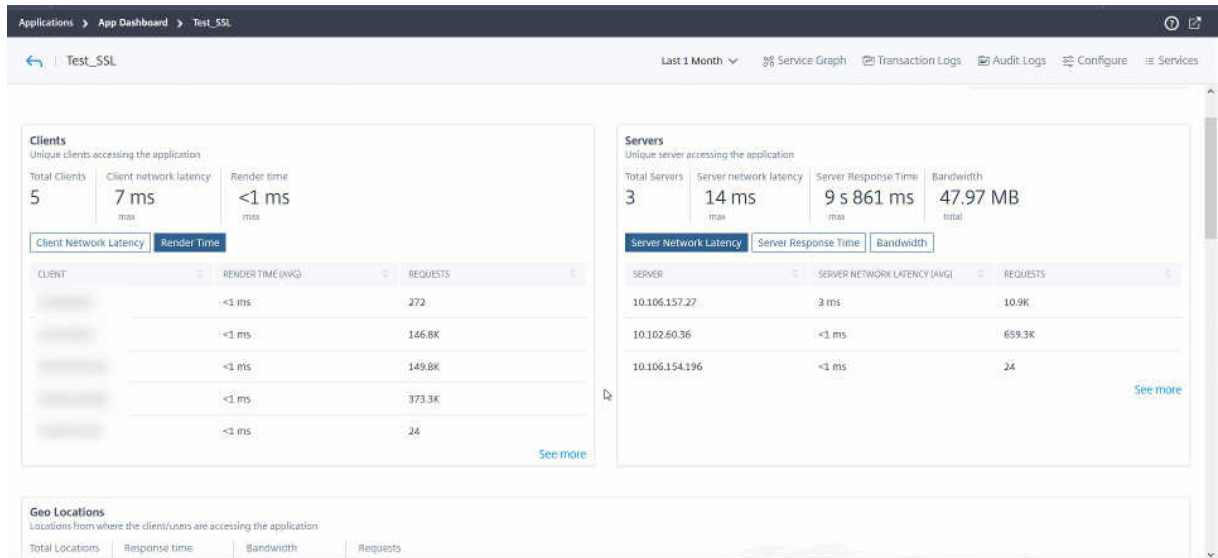 Applications > App Dashboard > Test_SSL
Test_SSL
Last 1 Month
Service Graph
Transaction Logs
Audit Logs
Configure
Services
Clients
Unique clients accessing the application
Total Clients
Client network latency
Render time
5
7 ms
<1 ms
max
max
Client Network Latency
Render Time
CLIENT
RENDER TIME (AVG)
REQUESTS
<1 ms
272
<1 ms
146.8K
<1 ms
149.8K
<1 ms
373.3K
<1 ms
24
See more
Servers
Unique server accessing the application
Total Servers
Server network latency
Server Response Time
Bandwidth
3
14 ms
9 s 861 ms
47.97 MB
max
max
total
Server Network Latency
Server Response Time
Bandwidth
SERVER
SERVER NETWORK LATENCY (AVG)
REQUESTS
10.106.157.27
3 ms
10.9K
10.102.60.36
<1 ms
659.3K
10.106.154.196
<1 ms
24
See more
Geo Locations
Locations from where the client/users are accessing the application
Total Locations
Response time
Bandwidth
Requests